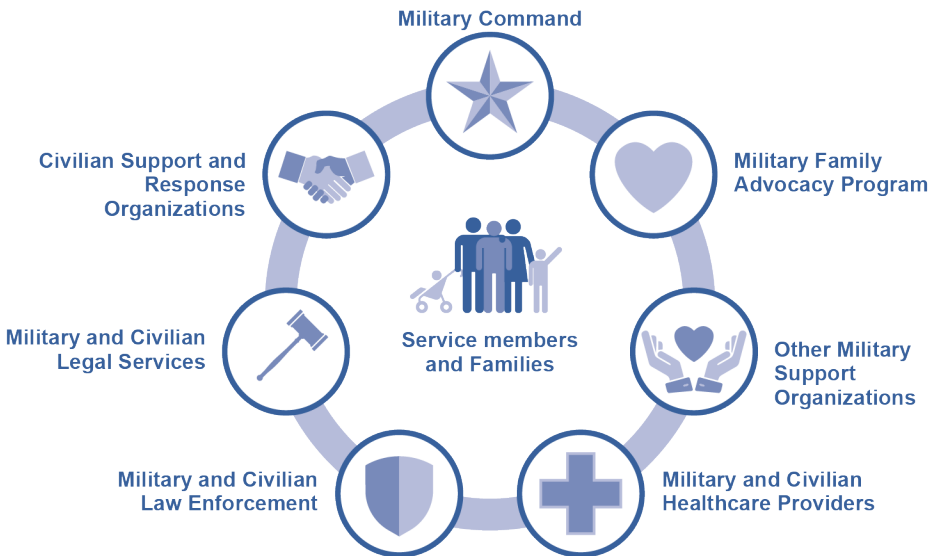 Military Command
Military Family
Advocacy Program
Other Military
Support
Organizations
Military and Civilian
Healthcare Providers
Military and Civilian
Law Enforcement
Military and Civilian
Legal Services
Civilian Support and
Response
Organizations
Service members
and Families